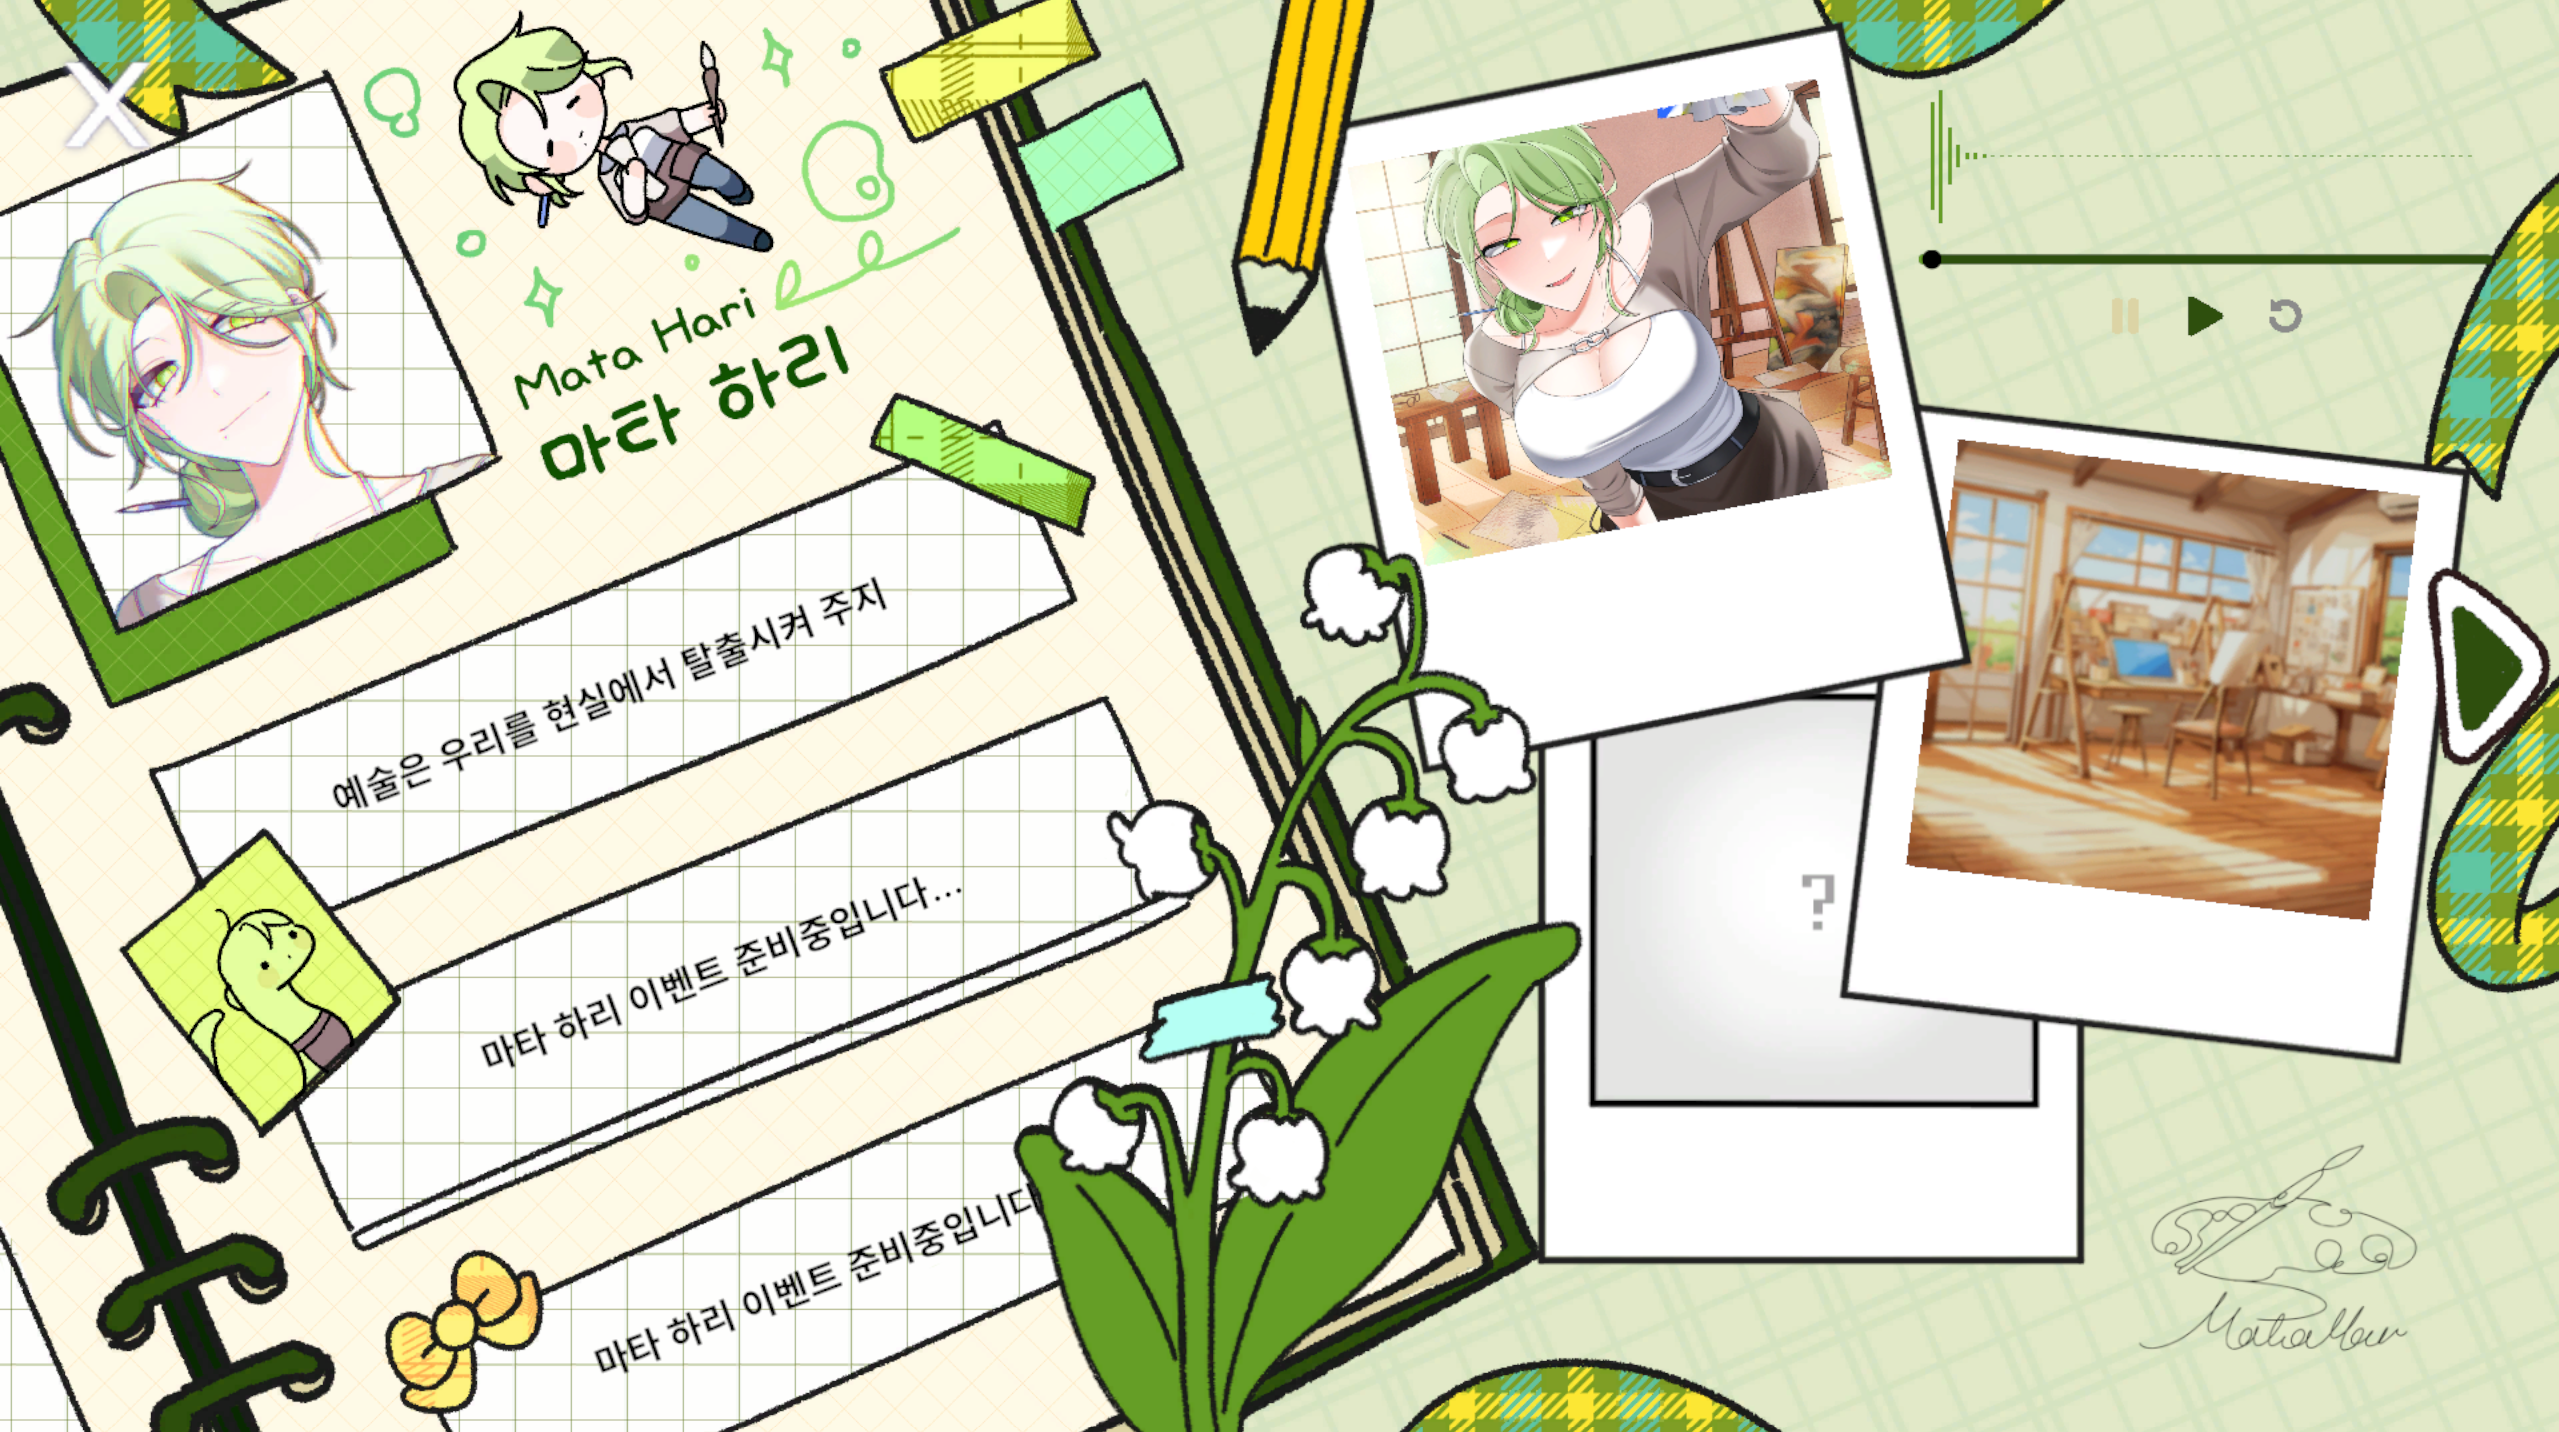 Mata Hari
마타 하리
예술은 우리를 현실에서 탈출시켜 주지
마타 하리 이벤트 준비중입니다...
마타 하리 이벤트 준비중입니다
?
X